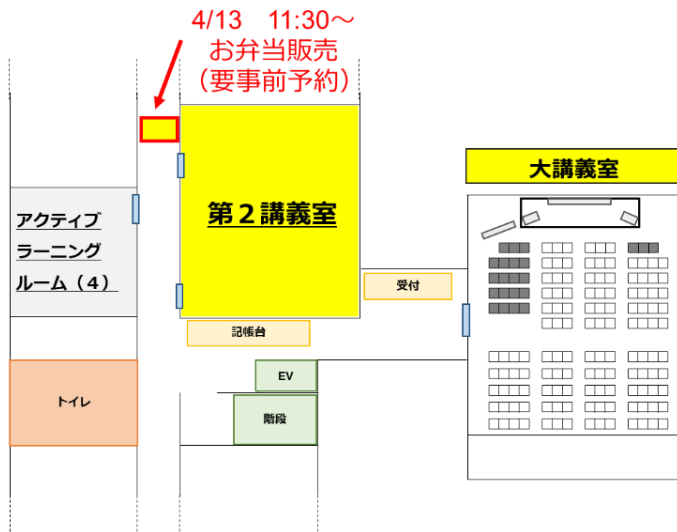 4/13　11:30～
お弁当販売
（要事前予約）
大講義室
第２講義室
アクティブ
ラーニング
ルーム（４）
受付
記帳台
EV
トイレ
階段